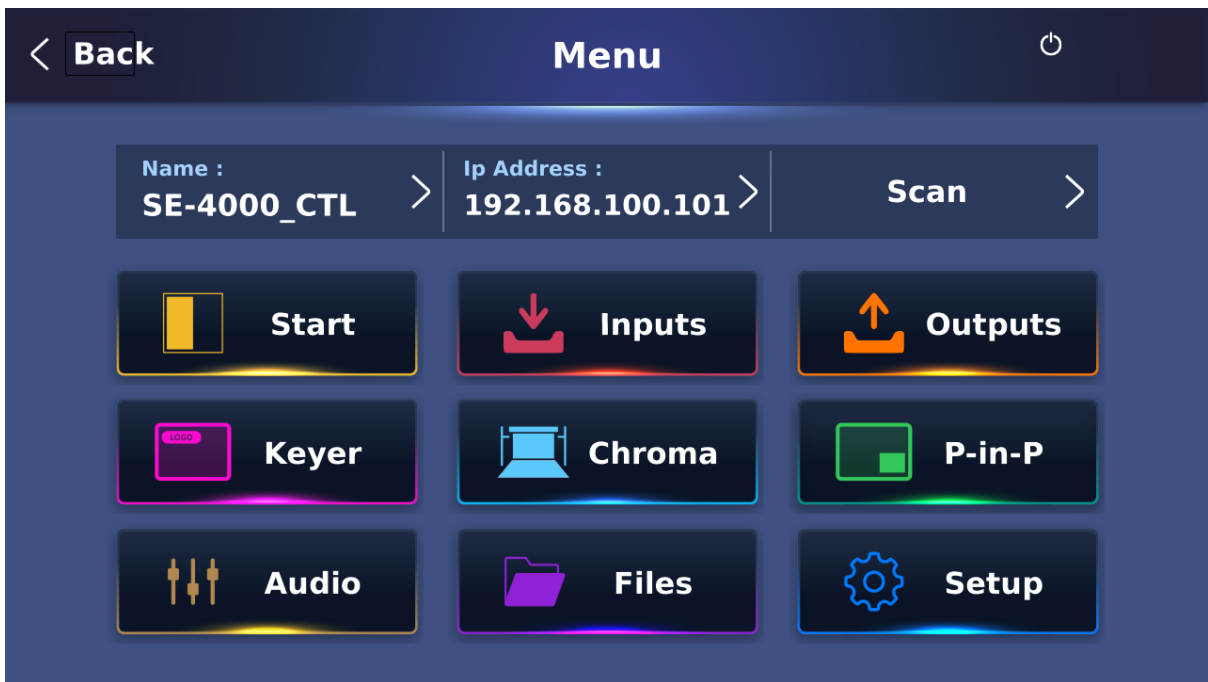 Back
Menu
Name :
SE-4000_CTL
Ip Address :
192.168.100.101
Scan
Start
Inputs
Outputs
LOGO
Keyer
Chroma
P-in-P
Audio
Files
Setup